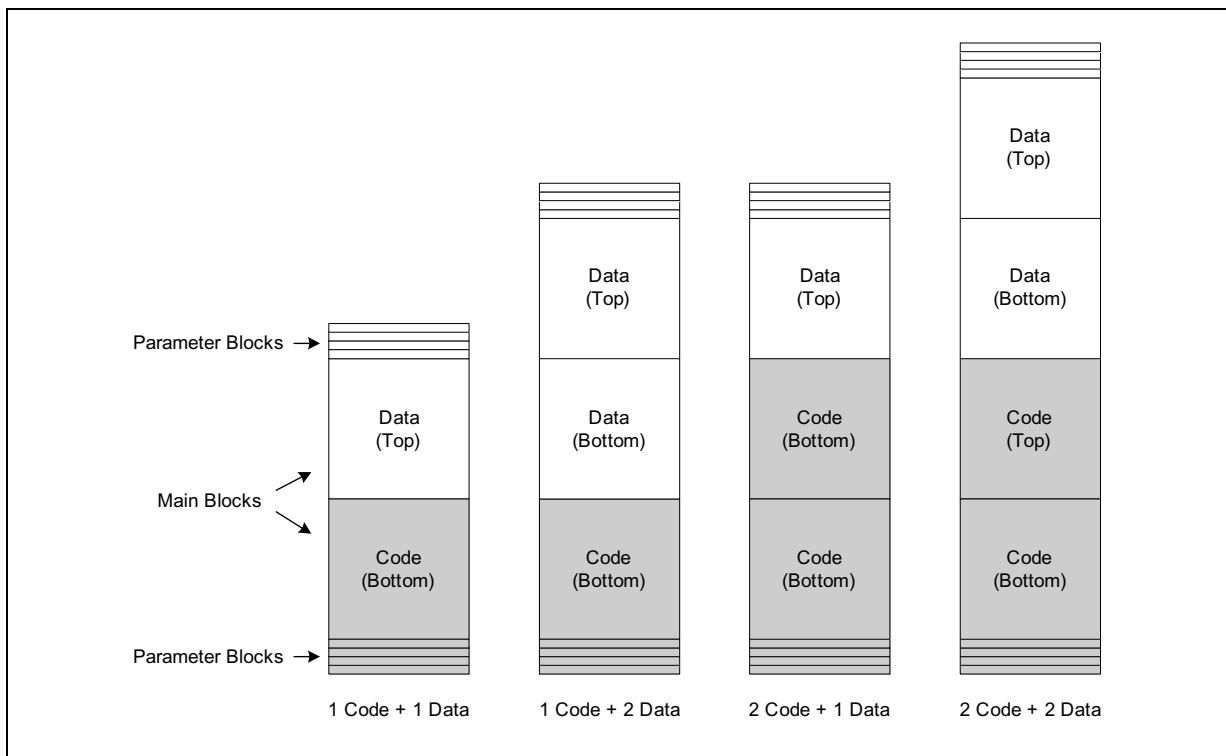 Data
(Top)
Data
(Top)
Data
(Top)
Data
(Bottom)
Parameter Blocks
Data
(Top)
Data
(Bottom)
Code
(Bottom)
Code
(Top)
Main Blocks
Code
(Bottom)
Code
(Bottom)
Code
(Bottom)
Code
(Bottom)
Parameter Blocks
1 Code + 1 Data
1 Code + 2 Data
2 Code + 1 Data
2 Code + 2 Data